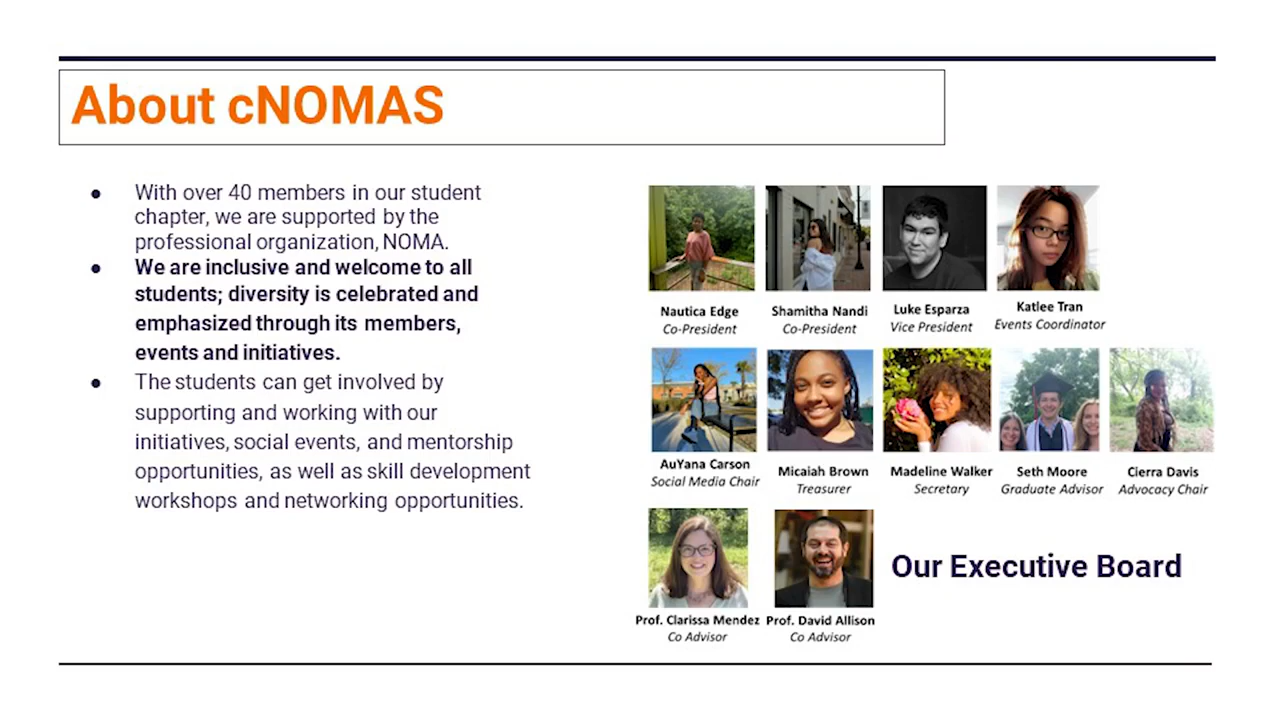 About cNOMAS
● With over 40 members in our student
chapter, we are supported by the
professional organization, NOMA.
● We are inclusive and welcome to all
students; diversity is celebrated and
emphasized through its members,
events and initiatives.
● The students can get involved by
supporting and working with our
initiatives, social events, and mentorship
opportunities, as well as skill development
workshops and networking opportunities.
Nautica Edge
Co-President
Shamitha Nandi
Co-President
Luke Esparza
Vice President
Katlee Tran
Events Coordinator
AuYana Carson
Social Media Chair
Micaiah Brown
Treasurer
Madeline Walker
Secretary
Seth Moore
Graduate Advisor
Cierra Davis
Advocacy Chair
Prof. Clarissa Mendez
Co Advisor
Prof. David Allison
Co Advisor
Our Executive Board